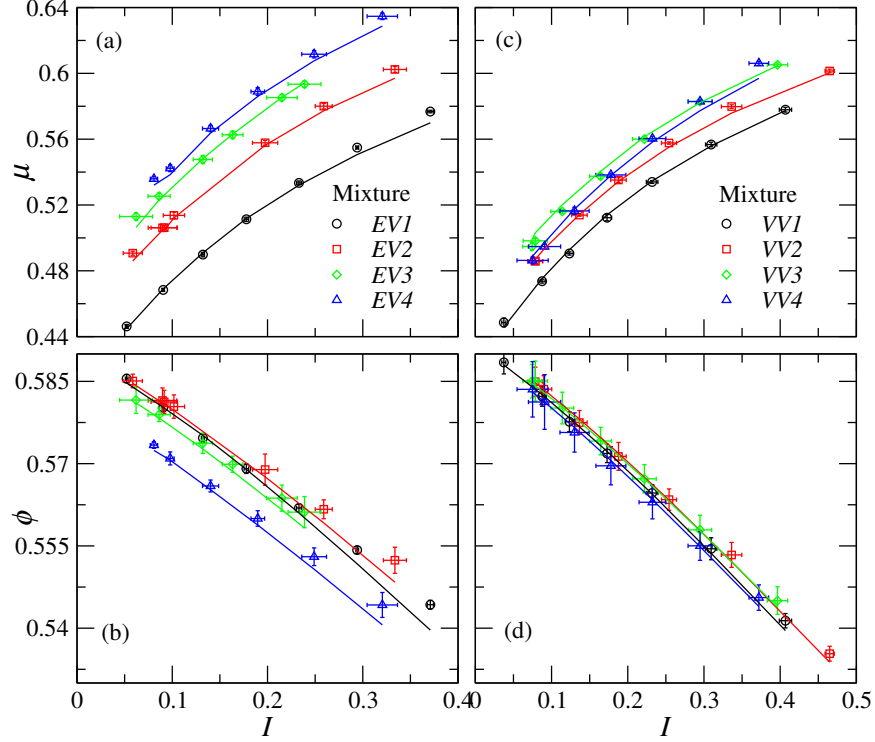 0.64
0.6
0.56
0.52
0.48
0.44
μ
(a)
Mixture
EV1
EV2
EV3
EV4
(c)
Mixture
VV1
VV2
VV3
VV4
0.585
0.57
0.555
0.54
ϕ
(b)
(d)
0 0.1 0.2 0.3 0.4
0 0.1 0.2 0.3 0.4 0.5
I
I